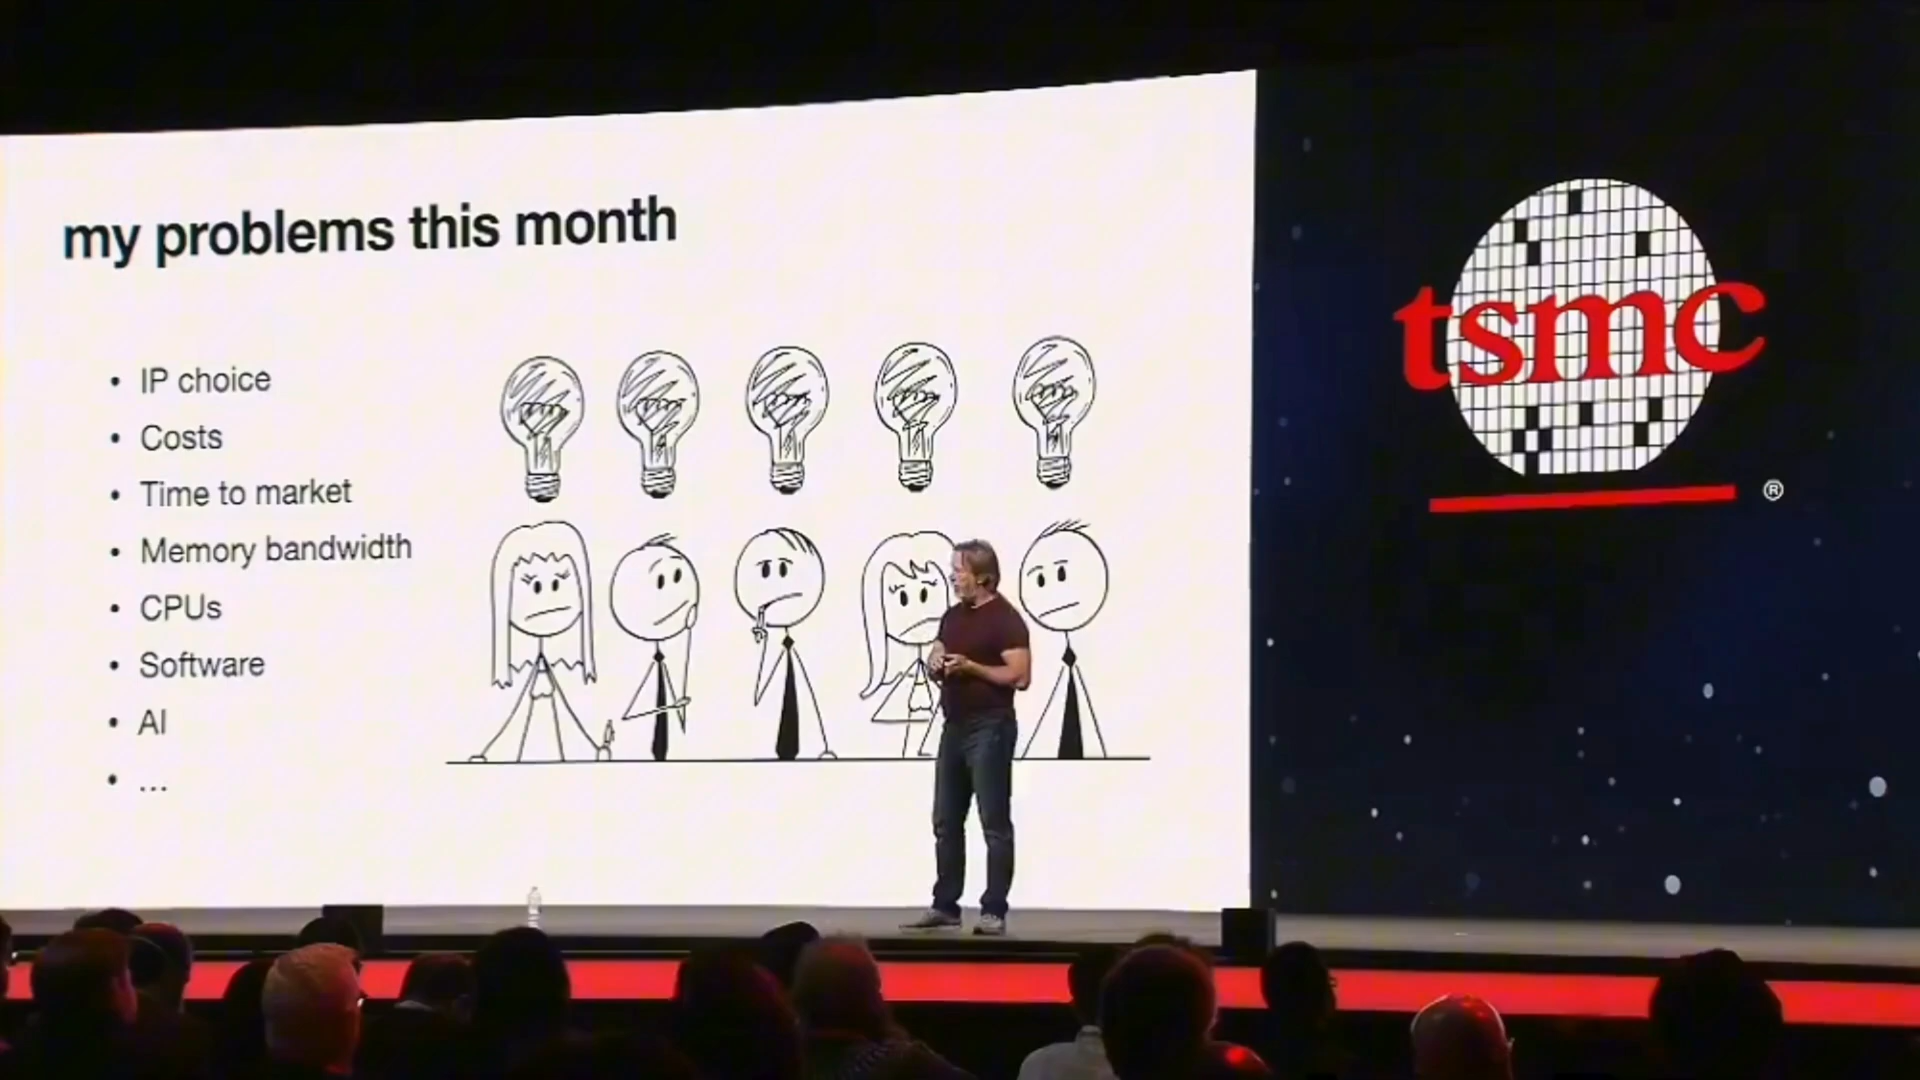 my problems this month
• IP choice
• Costs
• Time to market
• Memory bandwidth
• CPUs
• Software
• AI
• ...
tsmc
®